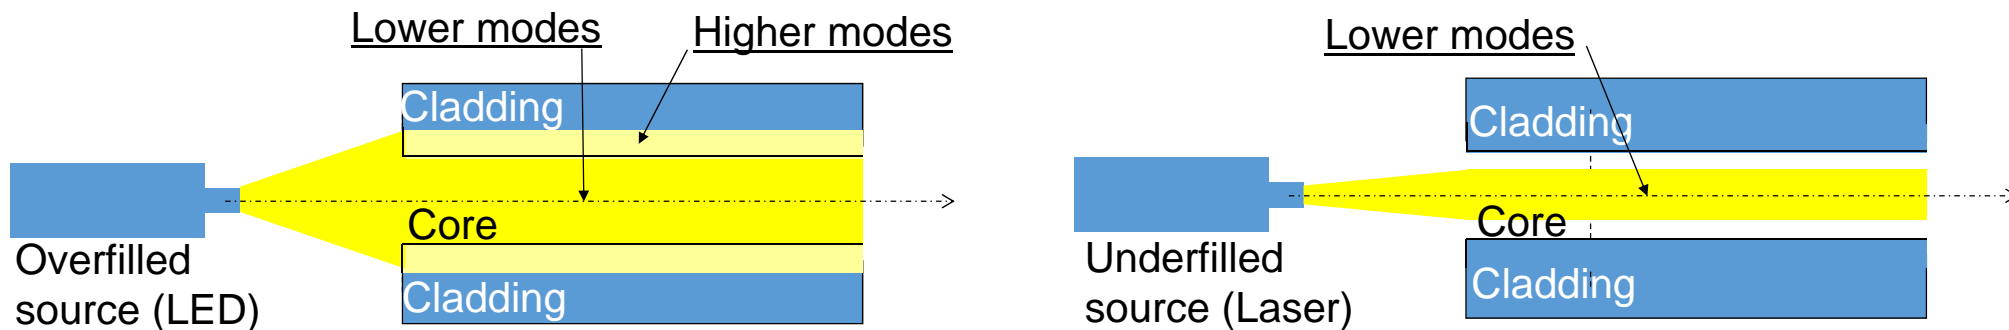 Lower modes
Higher modes
Cladding
Core
Cladding
Overfilled
source (LED)
Lower modes
Cladding
Core
Cladding
Underfilled
source (Laser)